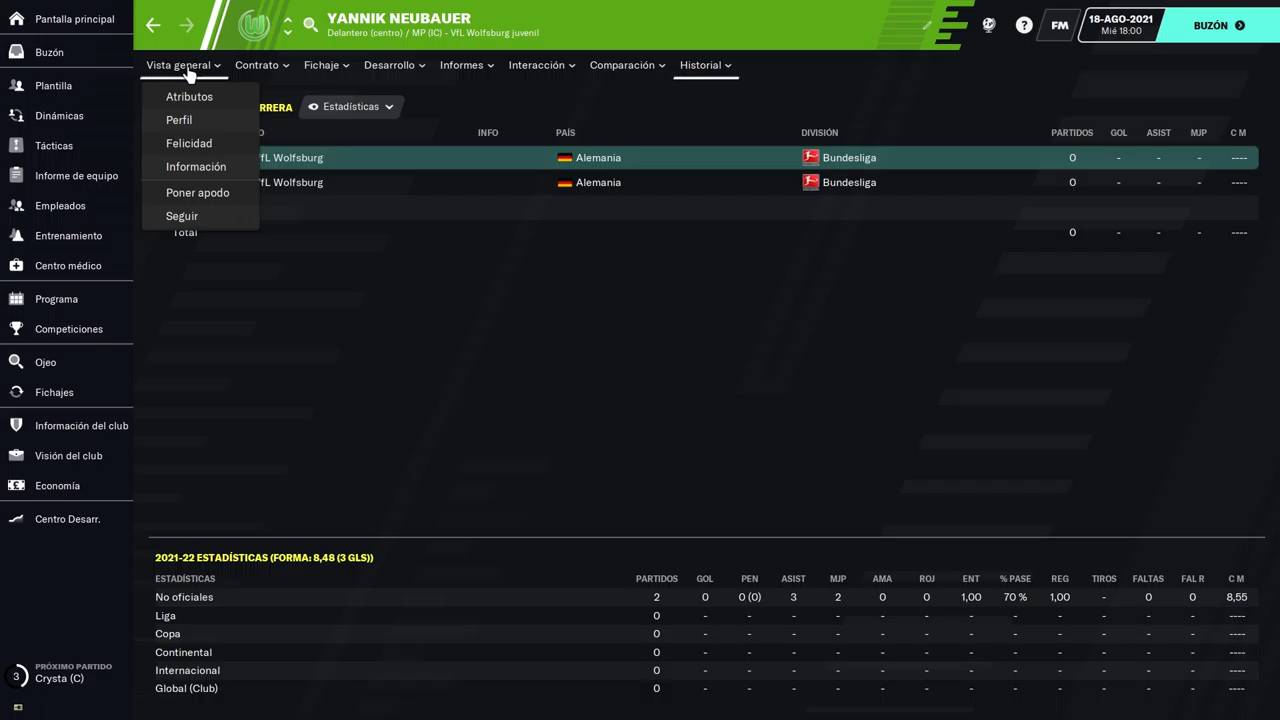 Pantalla principal
Buzón
Plantilla
Dinámicas
Tácticas
Informe de equipo
Empleados
Entrenamiento
Centro médico
Programa
Competiciones
Ojeo
Fichajes
Información del club
Visión del club
Economía
Centro Desarr.
3
PRÓXIMO PARTIDO
Crysta (C)
YANNIK NEUBAUER
Delantero (centro) / MP (IC) - VfL Wolfsburg juvenil
?
FM
18-AGO-2021
Mié 18:00
BUZÓN
Vista general Contrato Fichaje Desarrollo Informes Interacción Comparación Historial
Atributos
Perfil
Felicidad
Información
Poner apodo
Seguir
RRERA Estadísticas
O INFO PAÍS DIVISIÓN PARTIDOS GOL ASIST MJP C M
fL Wolfsburg Alemania Bundesliga 0 - - - ----
fL Wolfsburg Alemania Bundesliga 0 - - - ----
Total 0 - - - ----
2021-22 ESTADÍSTICAS (FORMA: 8,48 (3 GLS))
ESTADÍSTICAS PARTIDOS GOL PEN ASIST MJP AMA ROJ ENT % PASE REG TIROS FALTAS FAL R C M
No oficiales 2 0 0 (0) 3 2 0 0 1,00 70 % 1,00 - 0 0 8,55
Liga 0 - - - - - - - - - - - - ----
Copa 0 - - - - - - - - - - - - ----
Continental 0 - - - - - - - - - - - - ----
Internacional 0 - - - - - - - - - - - - ----
Global (Club) 0 - - - - - - - - - - - - ----